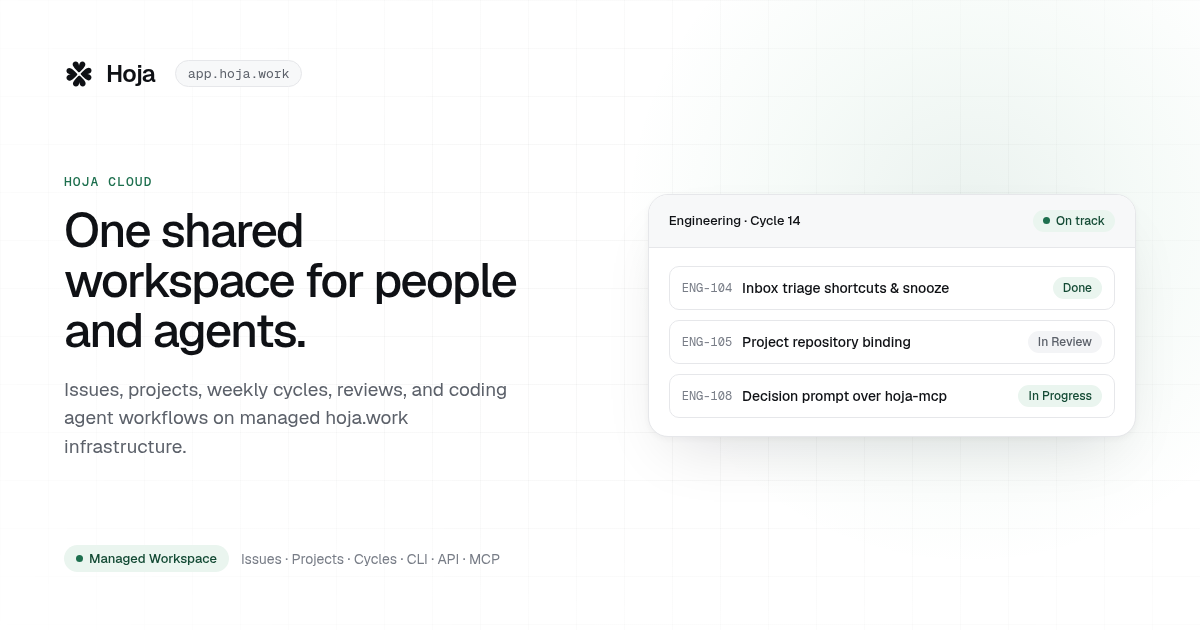 Hoja
app.hoja.work
HOJA CLOUD
One shared
workspace for people
and agents.
Issues, projects, weekly cycles, reviews, and coding
agent workflows on managed hoja.work
infrastructure.
Managed Workspace
Issues · Projects · Cycles · CLI · API · MCP
Engineering · Cycle 14
On track
ENG-104 Inbox triage shortcuts & snooze Done
ENG-105 Project repository binding In Review
ENG-108 Decision prompt over hoja-mcp In Progress